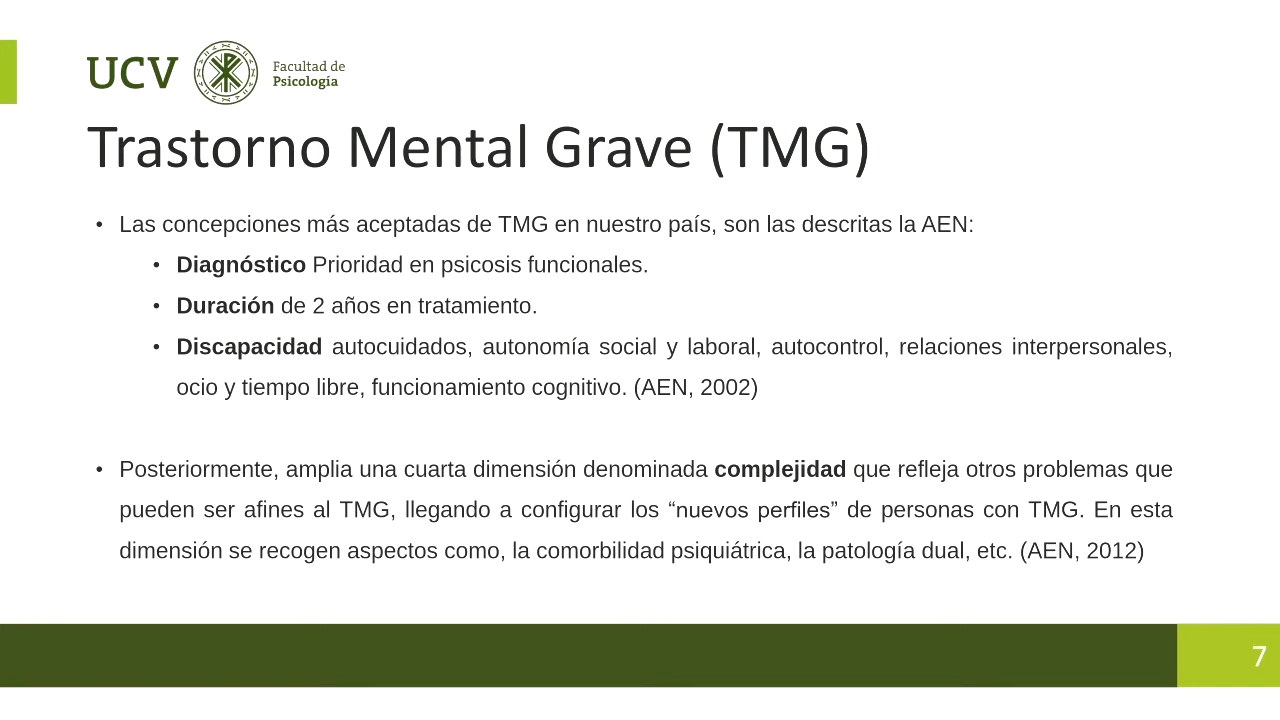 UCV
Facultad de
Psicología
Trastorno Mental Grave (TMG)
• Las concepciones más aceptadas de TMG en nuestro país, son las descritas la AEN:
• Diagnóstico Prioridad en psicosis funcionales.
• Duración de 2 años en tratamiento.
• Discapacidad autocuidados, autonomía social y laboral, autocontrol, relaciones interpersonales,
ocio y tiempo libre, funcionamiento cognitivo. (AEN, 2002)
• Posteriormente, amplia una cuarta dimensión denominada complejidad que refleja otros problemas que
pueden ser afines al TMG, llegando a configurar los “nuevos perfiles” de personas con TMG. En esta
dimensión se recogen aspectos como, la comorbilidad psiquiátrica, la patología dual, etc. (AEN, 2012)
7